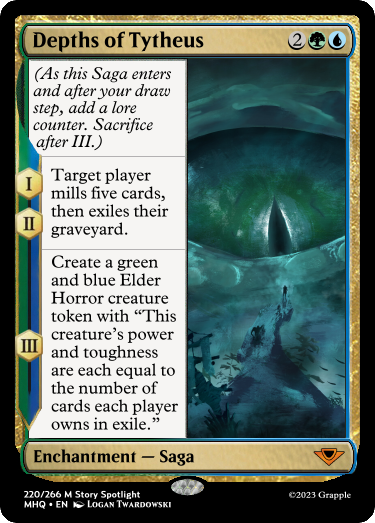 Depths of Tytheus 2
(As this Saga enters
and after your draw
step, add a lore
counter. Sacrifice
after III.)
I
Target player
mills five cards,
then exiles their
graveyard.
II
III
Create a green
and blue Elder
Horror creature
token with “This
creature’s power
and toughness
are each equal to
the number of
cards each player
owns in exile.”
Enchantment — Saga
220/266 M Story Spotlight
MHQ • EN Logan Twardowski
©2023 Grapple